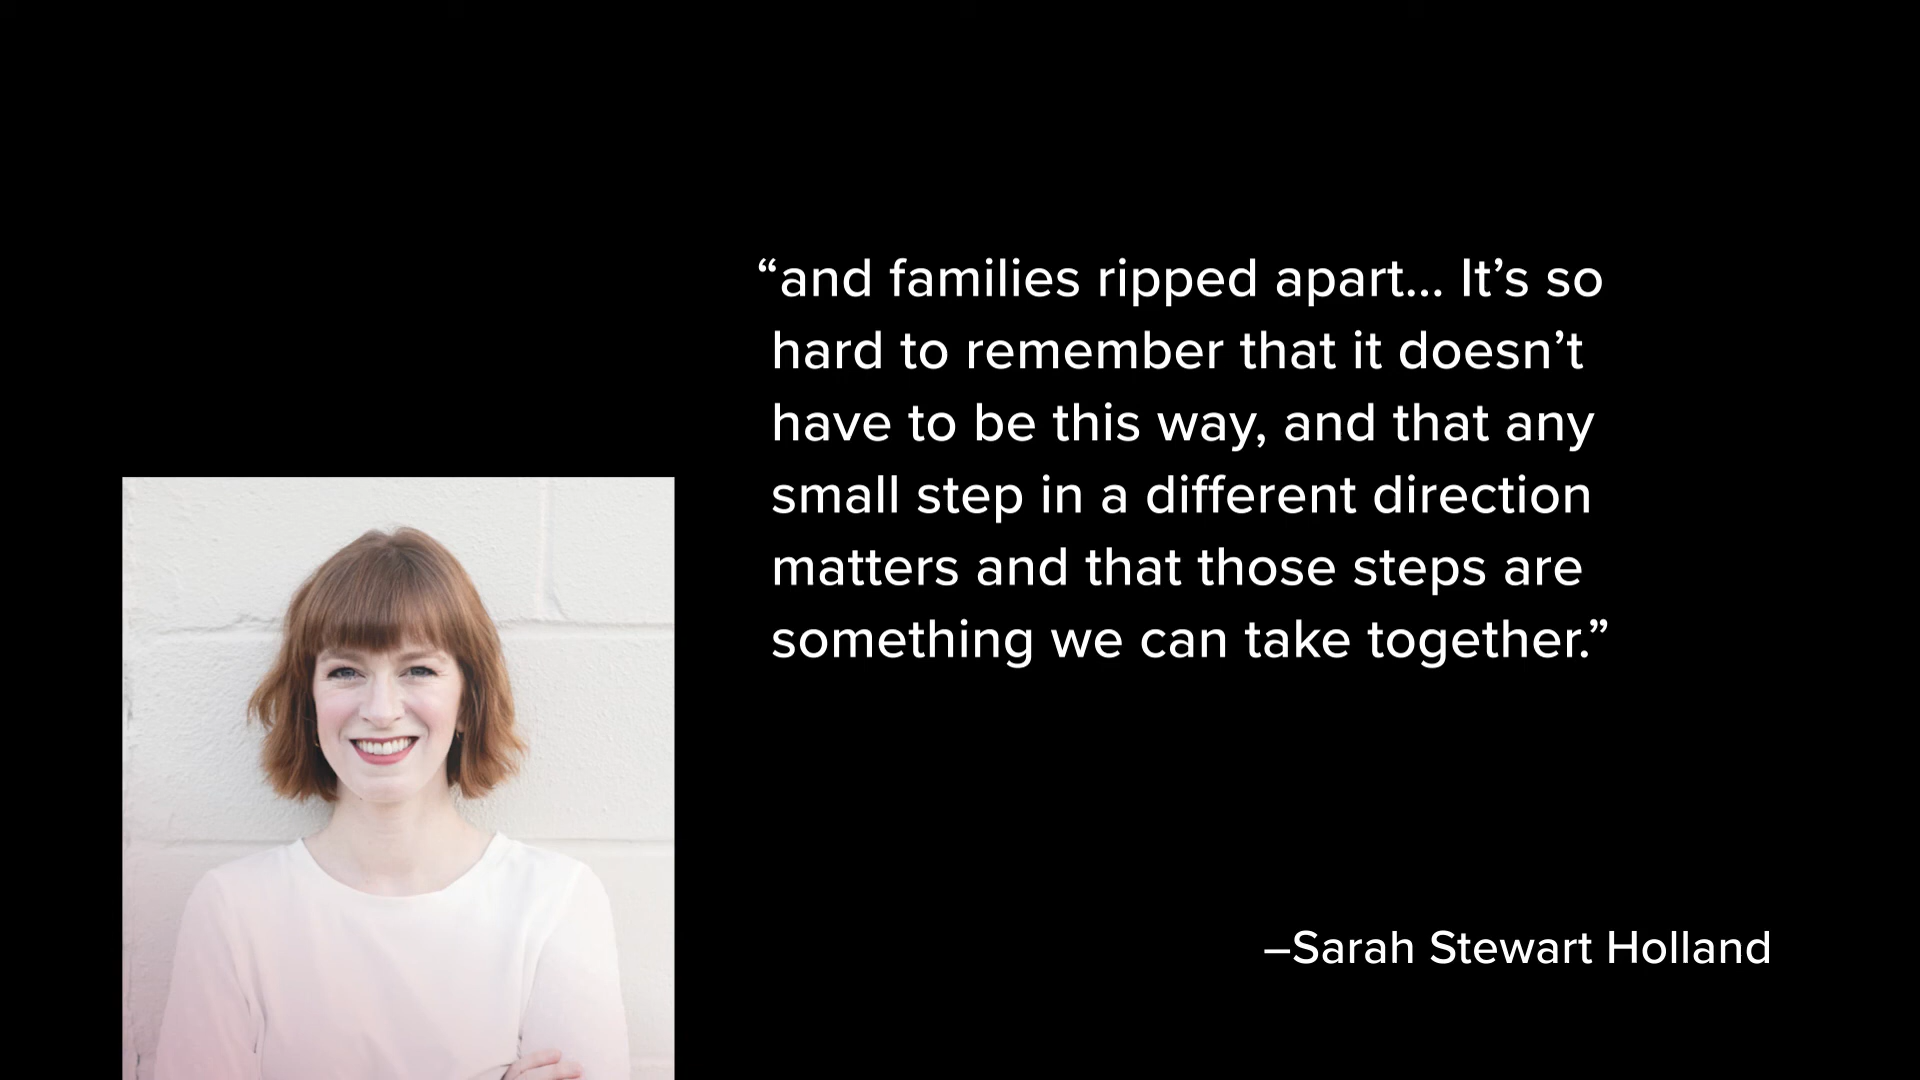 “and families ripped apart... It’s so
hard to remember that it doesn’t
have to be this way, and that any
small step in a different direction
matters and that those steps are
something we can take together.”
–Sarah Stewart Holland